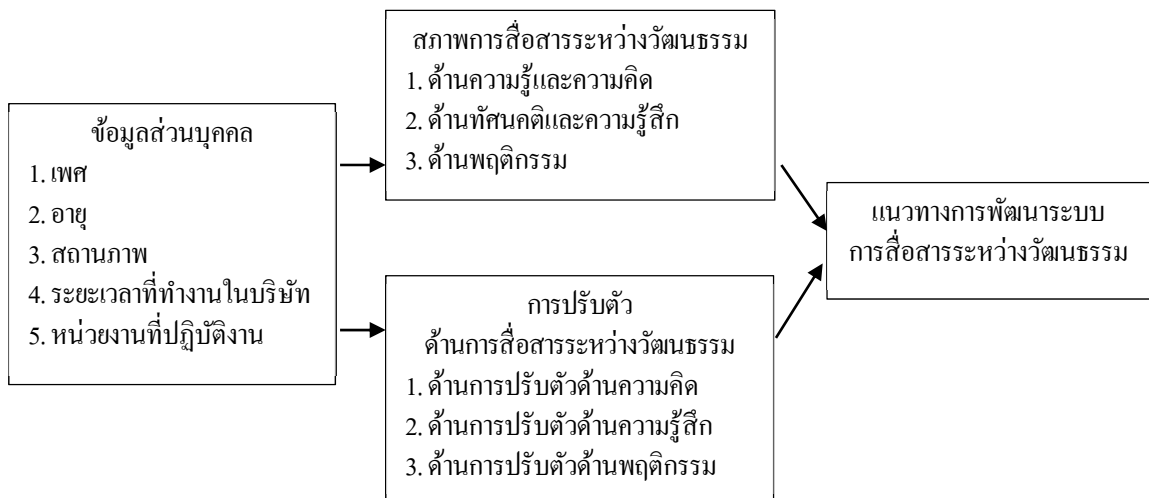 ข้อมูลส่วนบุคคล
1. เพศ
2. อายุ
3. สถานภาพ
4. ระยะเวลาที่ทำงานในบริษัท
5. หน่วยงานที่ปฏิบัติงาน
สภาพการสื่อสารระหว่างวัฒนธรรม
1. ด้านความรู้และความคิด
2. ด้านทัศนคติและความรู้สึก
3. ด้านพฤติกรรม
การปรับตัว
ด้านการสื่อสารระหว่างวัฒนธรรม
1. ด้านการปรับตัวด้านความคิด
2. ด้านการปรับตัวด้านความรู้สึก
3. ด้านการปรับตัวด้านพฤติกรรม
แนวทางการพัฒนาระบบ
การสื่อสารระหว่างวัฒนธรรม